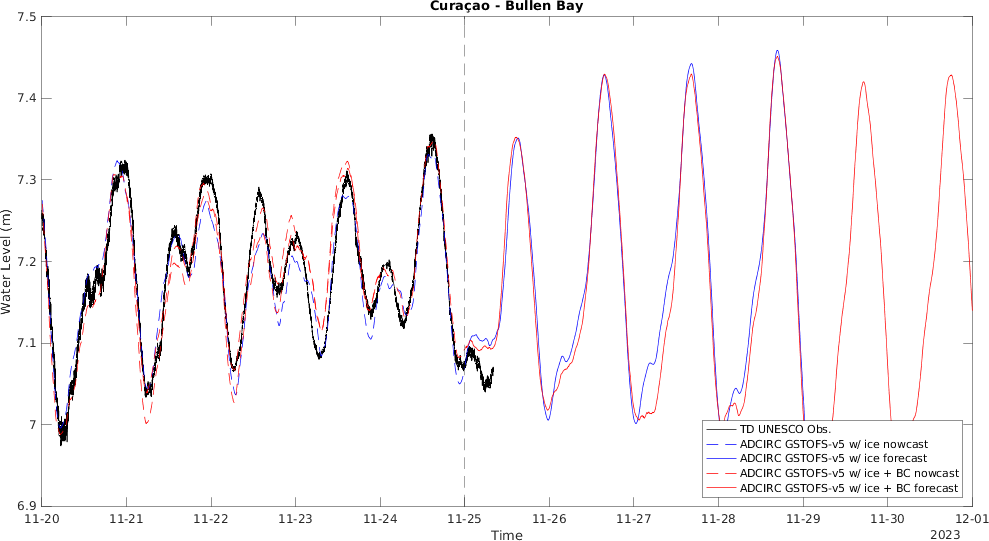 Curaçao - Bullen Bay
7.5
7.4
7.3
7.2
7.1
7
6.9
Water Level (m)
11-20
11-21
11-22
11-23
11-24
11-25
11-26
11-27
11-28
11-29
11-30
12-01
Time
2023
TD UNESCO Obs.
ADCIRC GSTOFS-v5 w/ ice nowcast
ADCIRC GSTOFS-v5 w/ ice forecast
ADCIRC GSTOFS-v5 w/ ice + BC nowcast
ADCIRC GSTOFS-v5 w/ ice + BC forecast